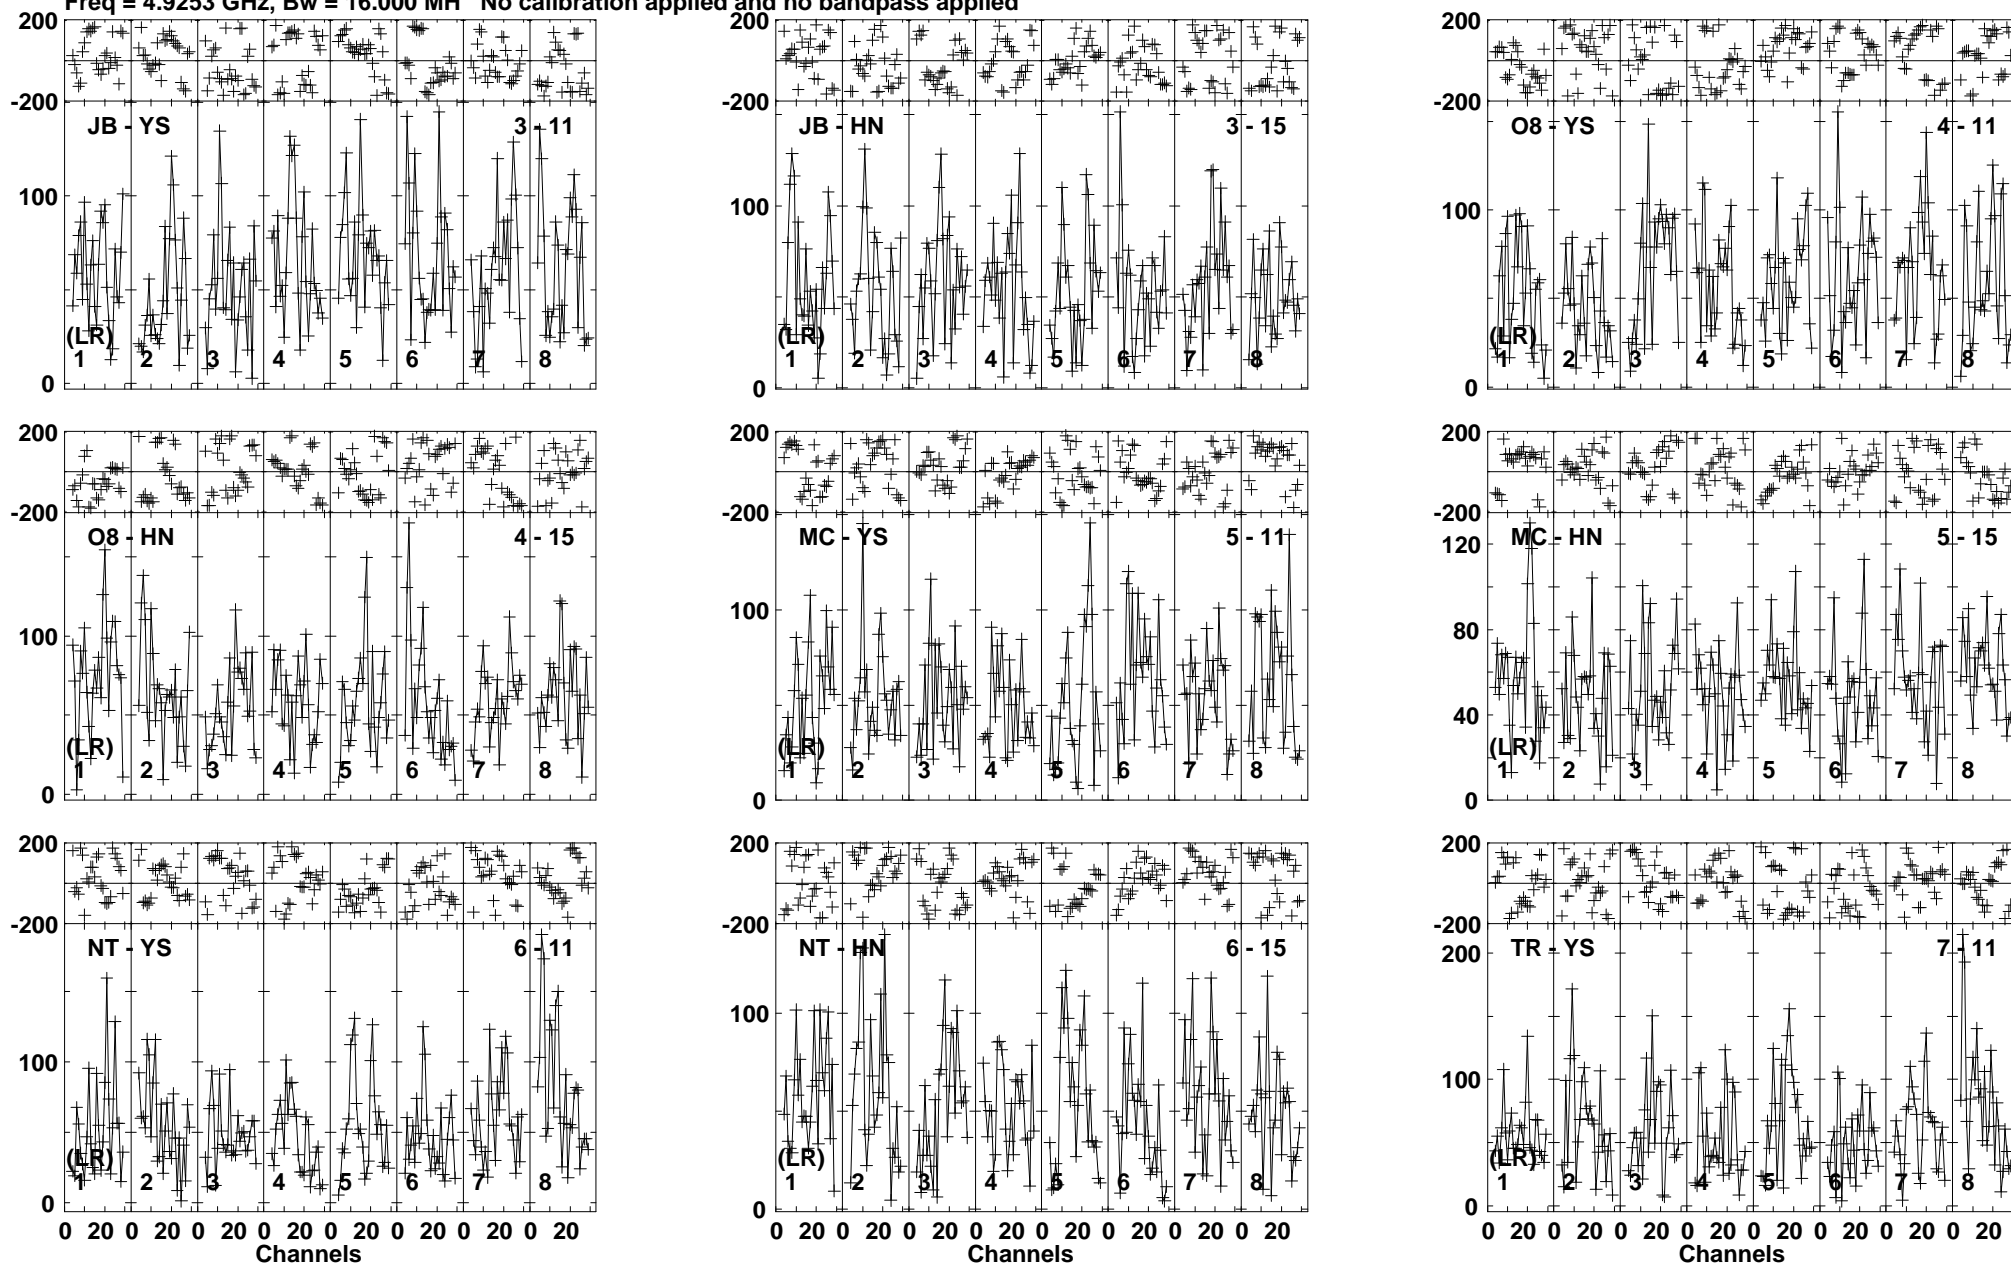 Freq = 4.9253 GHz, Bw = 16.000 MH No calibration applied and no bandpass applied
200 200 200
-200 -200 -200
JB - YS 3 - 11 JB - HN 3 - 15 O8 - YS 4 - 11
100 100 100
(LR) (LR) (LR)
1 2 3 4 5 6 7 8 1 2 3 4 5 6 7 8 1 2 3 4 5 6 7 8
0 0 0
200 200 200
-200 -200 -200
O8 - HN 4 - 15 MC - YS 5 - 11 MC - HN 5 - 15
120
100 100 80
40
(LR) (LR) (LR)
1 2 3 4 5 6 7 8 1 2 3 4 5 6 7 8 1 2 3 4 5 6 7 8
0 0 0
200 200 200
-200 -200 -200
NT - YS 6 - 11 NT - HN 6 - 15 TR - YS 7 - 11
200
100 100 100
(LR) (LR) (LR)
1 2 3 4 5 6 7 8 1 2 3 4 5 6 7 8 1 2 3 4 5 6 7 8
0 0 0
0 20 0 20 0 20 0 20 0 20 0 20 0 20 0 20 0 20 0 20 0 20 0 20 0 20 0 20 0 20 0 20 0 20 0 20 0 20 0 20 0 20 0 20 0 20 0 20
Channels Channels Channels